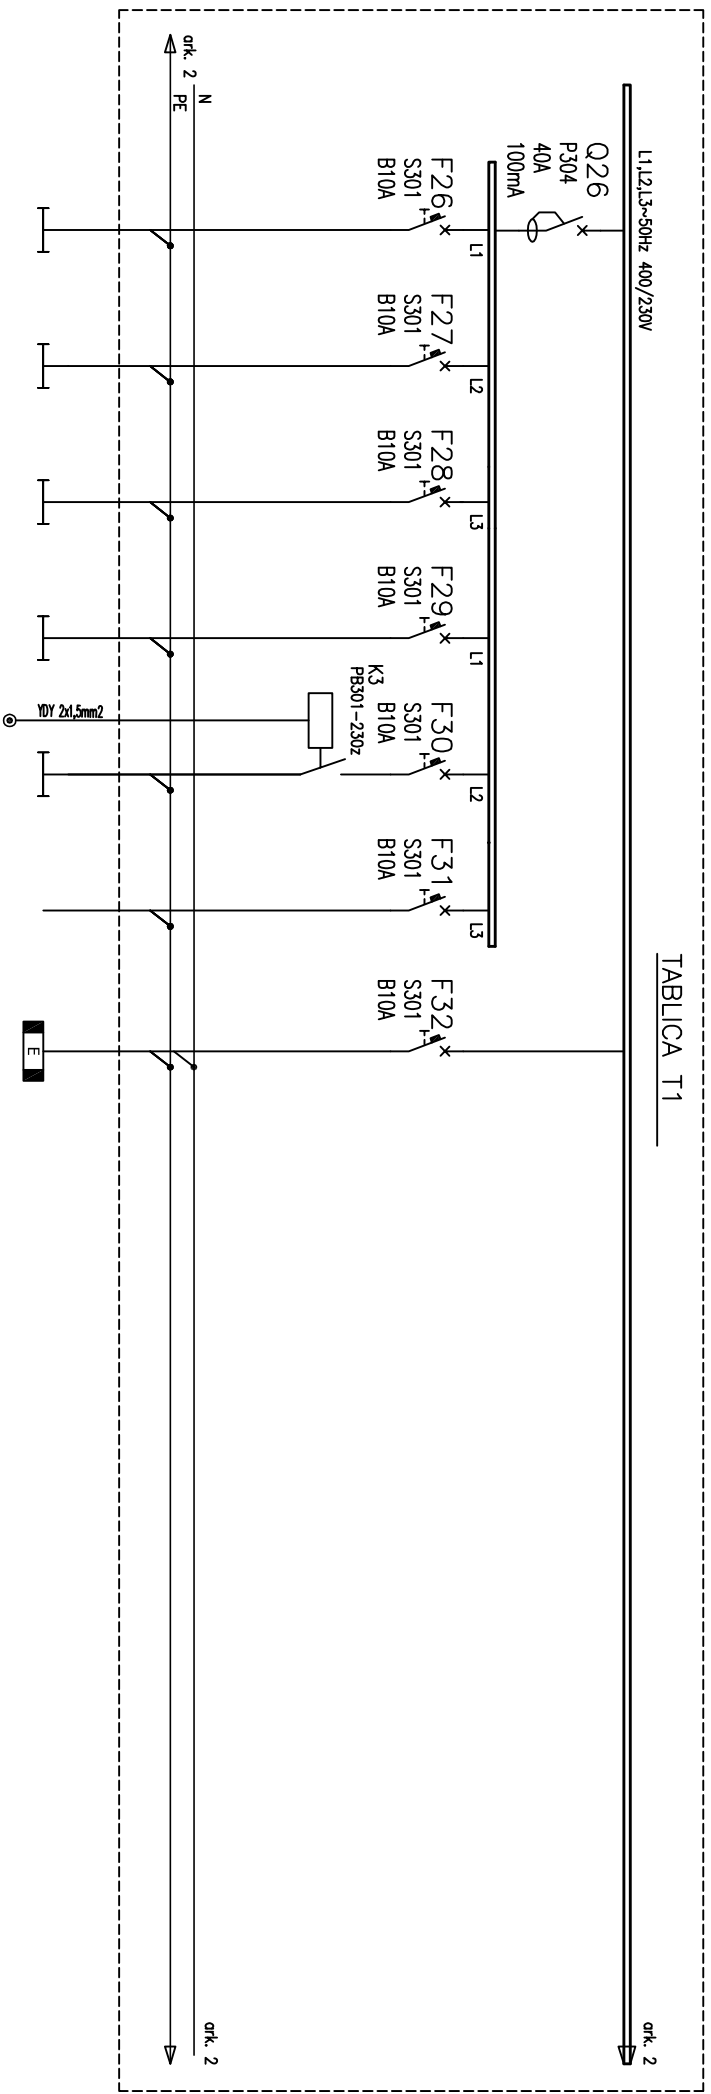 TABLICA T1
L1,L2,L3~50Hz 400/230V
ark. 2
Q26
P304
40A
100mA
L1
L2
L3
L1
L2
L3
F26
S301
B10A
F27
S301
B10A
F28
S301
B10A
F29
S301
B10A
F30
S301
B10A
F31
S301
B10A
F32
S301
B10A
K3
PB301-230z
N
PE
ark. 2
ark. 2
YDY 2x1,5mm2
E